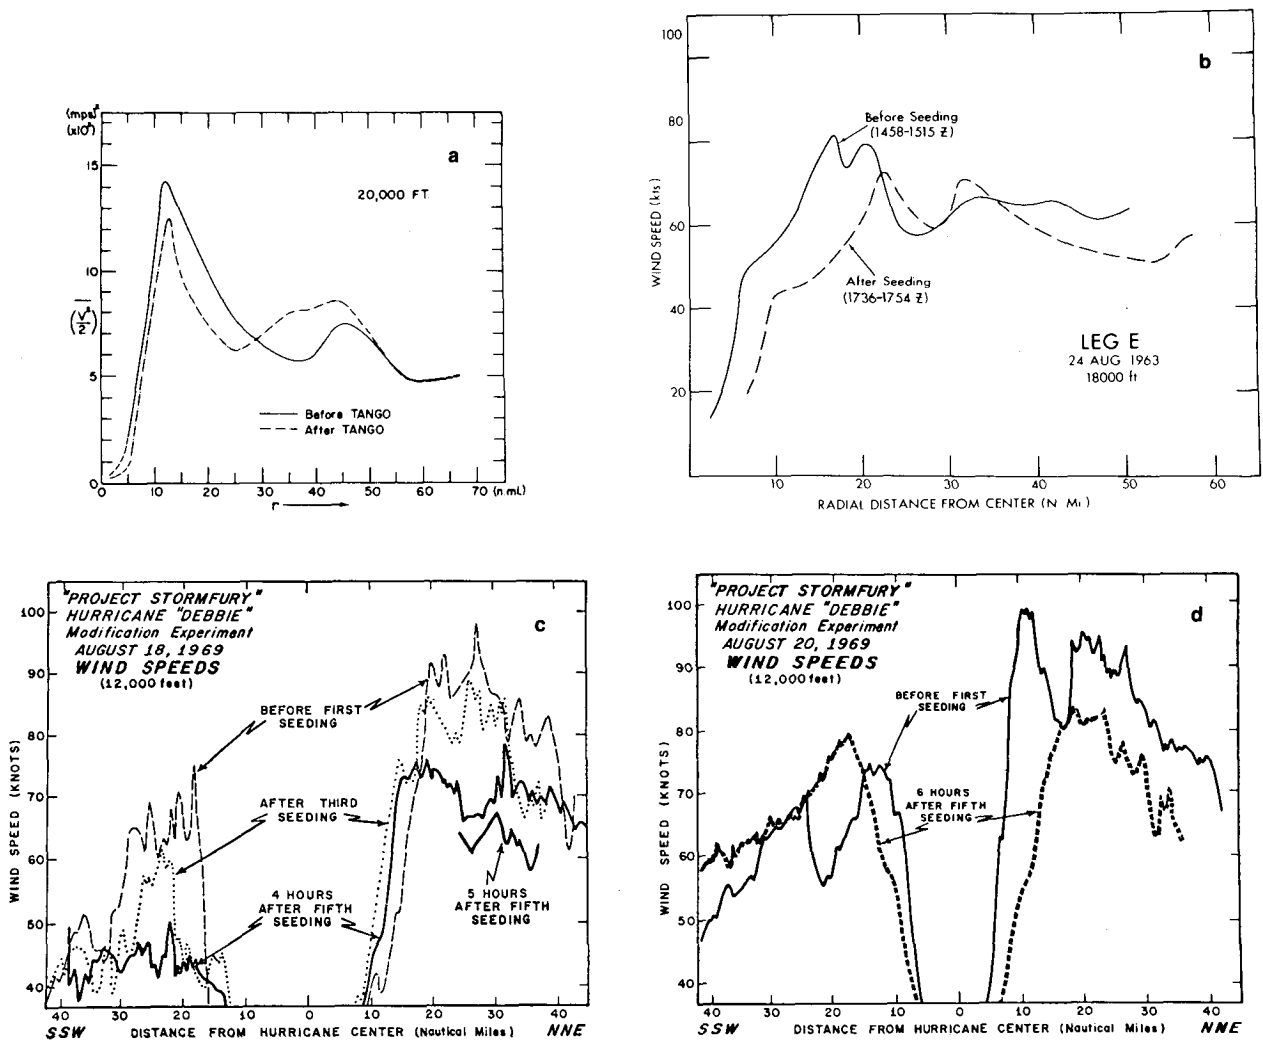 (mps)²
(x10²)
a
20,000 FT.
15
10
(V²/2)
5
Before TANGO
After TANGO
0
0 10 20 30 40 50 60 70 (n.mi.)
r
100
b
80
Before Seeding
(1458-1515 Z)
WIND SPEED (kts)
60
After Seeding
(1736-1754 Z)
40
LEG E
24 AUG 1963
18000 ft
20
10 20 30 40 50 60
RADIAL DISTANCE FROM CENTER (N Mi)
"PROJECT STORMFURY"
HURRICANE "DEBBIE"
Modification Experiment
AUGUST 18, 1969
WIND SPEEDS
(12,000 feet)
c
100
90
80
70
60
50
40
WIND SPEED (KNOTS)
BEFORE FIRST
SEEDING
AFTER THIRD
SEEDING
4 HOURS
AFTER FIFTH
SEEDING
5 HOURS
AFTER FIFTH
SEEDING
40 30 20 10 0 10 20 30 40
SSW DISTANCE FROM HURRICANE CENTER (Nautical Miles) NNE
"PROJECT STORMFURY"
HURRICANE "DEBBIE"
Modification Experiment
AUGUST 20, 1969
WIND SPEEDS
(12,000 feet)
d
100
90
80
70
60
50
40
WIND SPEED (KNOTS)
BEFORE FIRST
SEEDING
6 HOURS
AFTER FIFTH
SEEDING
40 30 20 10 0 10 20 30 40
SSW DISTANCE FROM HURRICANE CENTER (Nautical Miles) NNE